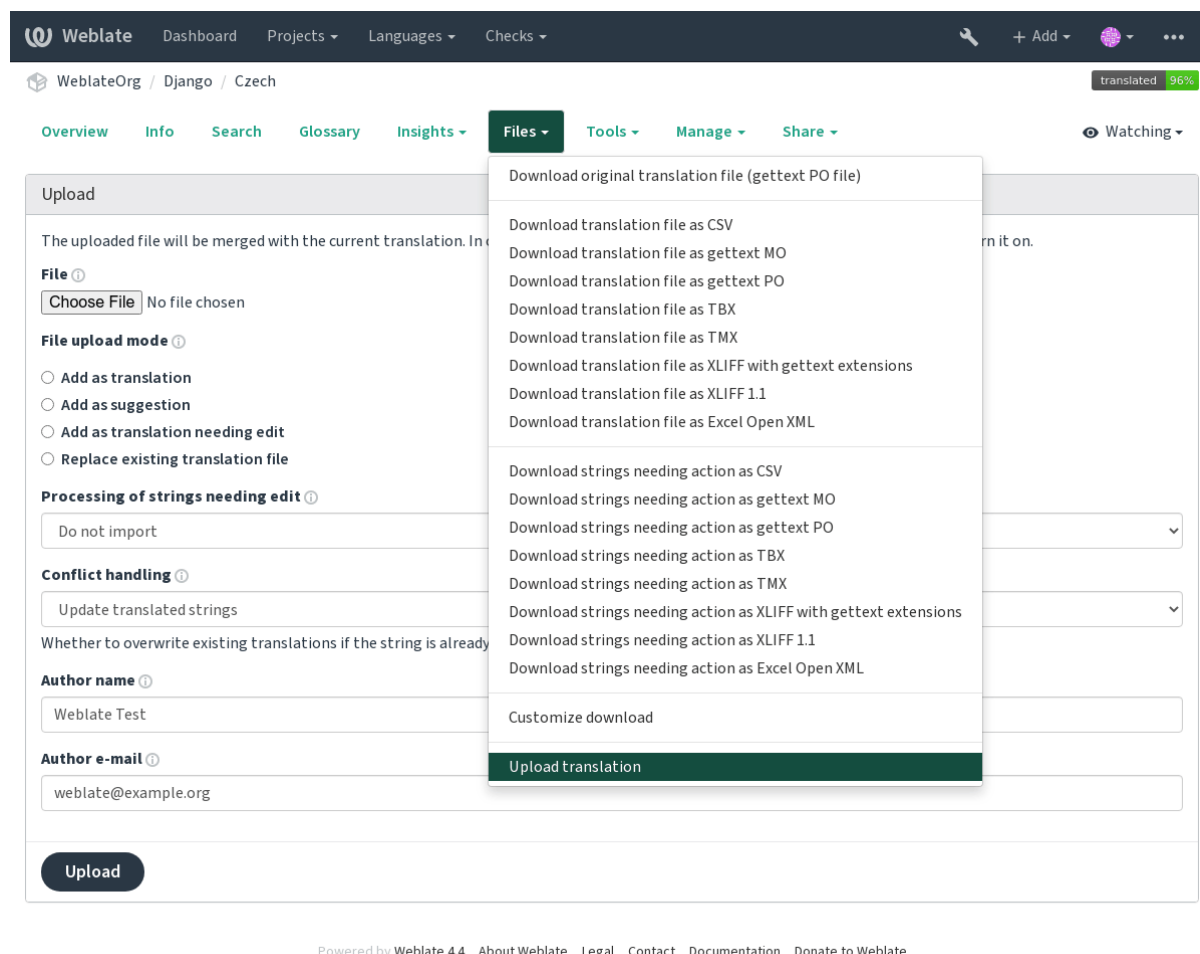 Weblate Dashboard Projects Languages Checks + Add
WeblateOrg / Django / Czech
translated 96%
Overview Info Search Glossary Insights Files Tools Manage Share Watching
Upload
The uploaded file will be merged with the current translation. In
rn it on.
File
Choose File No file chosen
File upload mode
Add as translation
Add as suggestion
Add as translation needing edit
Replace existing translation file
Processing of strings needing edit
Do not import
Conflict handling
Update translated strings
Whether to overwrite existing translations if the string is already
Author name
Weblate Test
Author e-mail
weblate@example.org
Upload
Download original translation file (gettext PO file)
Download translation file as CSV
Download translation file as gettext MO
Download translation file as gettext PO
Download translation file as TBX
Download translation file as TMX
Download translation file as XLIFF with gettext extensions
Download translation file as XLIFF 1.1
Download translation file as Excel Open XML
Download strings needing action as CSV
Download strings needing action as gettext MO
Download strings needing action as gettext PO
Download strings needing action as TBX
Download strings needing action as TMX
Download strings needing action as XLIFF with gettext extensions
Download strings needing action as XLIFF 1.1
Download strings needing action as Excel Open XML
Customize download
Upload translation
Powered by Weblate 4.4 About Weblate Legal Contact Documentation Donate to Weblate